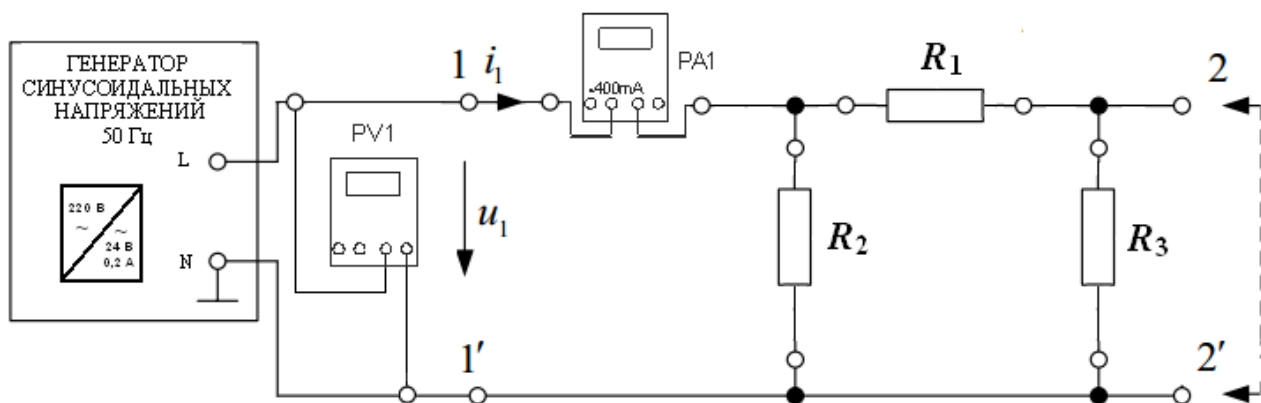 ГЕНЕРАТОР
СИНУСОИДАЛЬНЫХ
НАПРЯЖЕНИЙ
50 Гц
L
N
220 В
~
~
24 В
0,2 А
PV1
1
i₁
.400mA
PA1
u₁
1′
R₁
R₂
R₃
2
2′